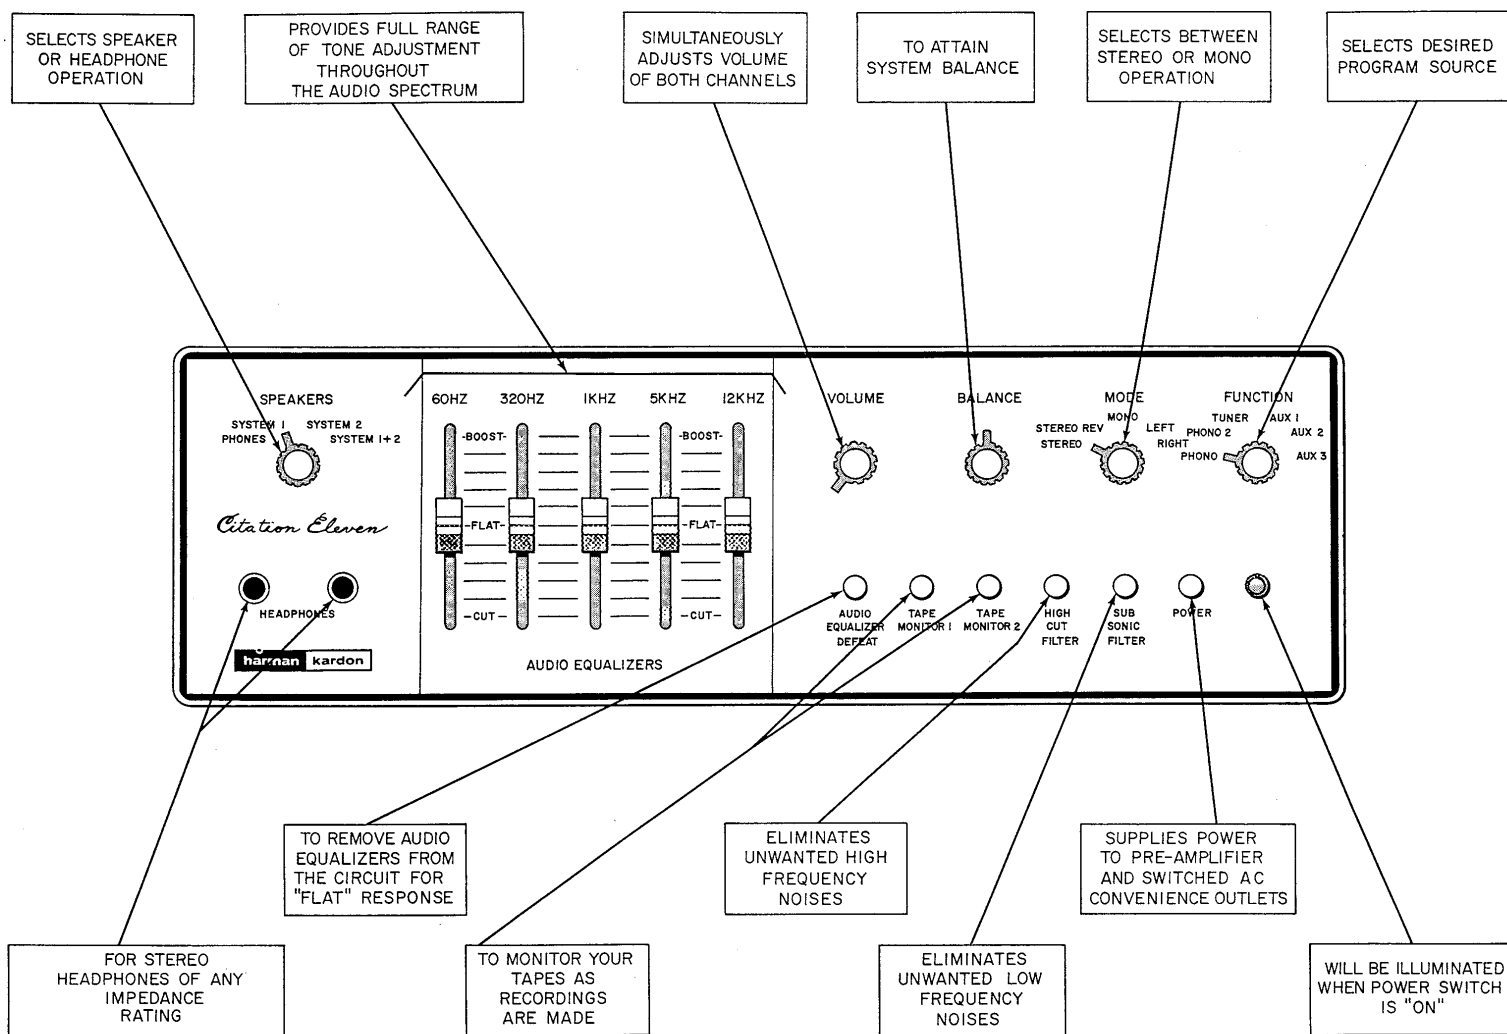 SELECTS SPEAKER
OR HEADPHONE
OPERATION
PROVIDES FULL RANGE
OF TONE ADJUSTMENT
THROUGHOUT
THE AUDIO SPECTRUM
SIMULTANEOUSLY
ADJUSTS VOLUME
OF BOTH CHANNELS
TO ATTAIN
SYSTEM BALANCE
SELECTS BETWEEN
STEREO OR MONO
OPERATION
SELECTS DESIRED
PROGRAM SOURCE
SPEAKERS
SYSTEM 1 SYSTEM 2
PHONES SYSTEM 1+2
Citation Eleven
HEADPHONES
harman kardon
60HZ 320HZ 1KHZ 5KHZ 12KHZ
-BOOST- -BOOST-
-FLAT- -FLAT-
-CUT- -CUT-
AUDIO EQUALIZERS
VOLUME
BALANCE
MODE
MONO
STEREO REV LEFT
STEREO RIGHT
FUNCTION
TUNER AUX 1
PHONO 2 AUX 2
PHONO AUX 3
AUDIO
EQUALIZER
DEFEAT
TAPE
MONITOR 1
TAPE
MONITOR 2
HIGH
CUT
FILTER
SUB
SONIC
FILTER
POWER
TO REMOVE AUDIO
EQUALIZERS FROM
THE CIRCUIT FOR
"FLAT" RESPONSE
ELIMINATES
UNWANTED HIGH
FREQUENCY
NOISES
SUPPLIES POWER
TO PRE-AMPLIFIER
AND SWITCHED AC
CONVENIENCE OUTLETS
FOR STEREO
HEADPHONES OF ANY
IMPEDANCE
RATING
TO MONITOR YOUR
TAPES AS
RECORDINGS
ARE MADE
ELIMINATES
UNWANTED LOW
FREQUENCY
NOISES
WILL BE ILLUMINATED
WHEN POWER SWITCH
IS "ON"